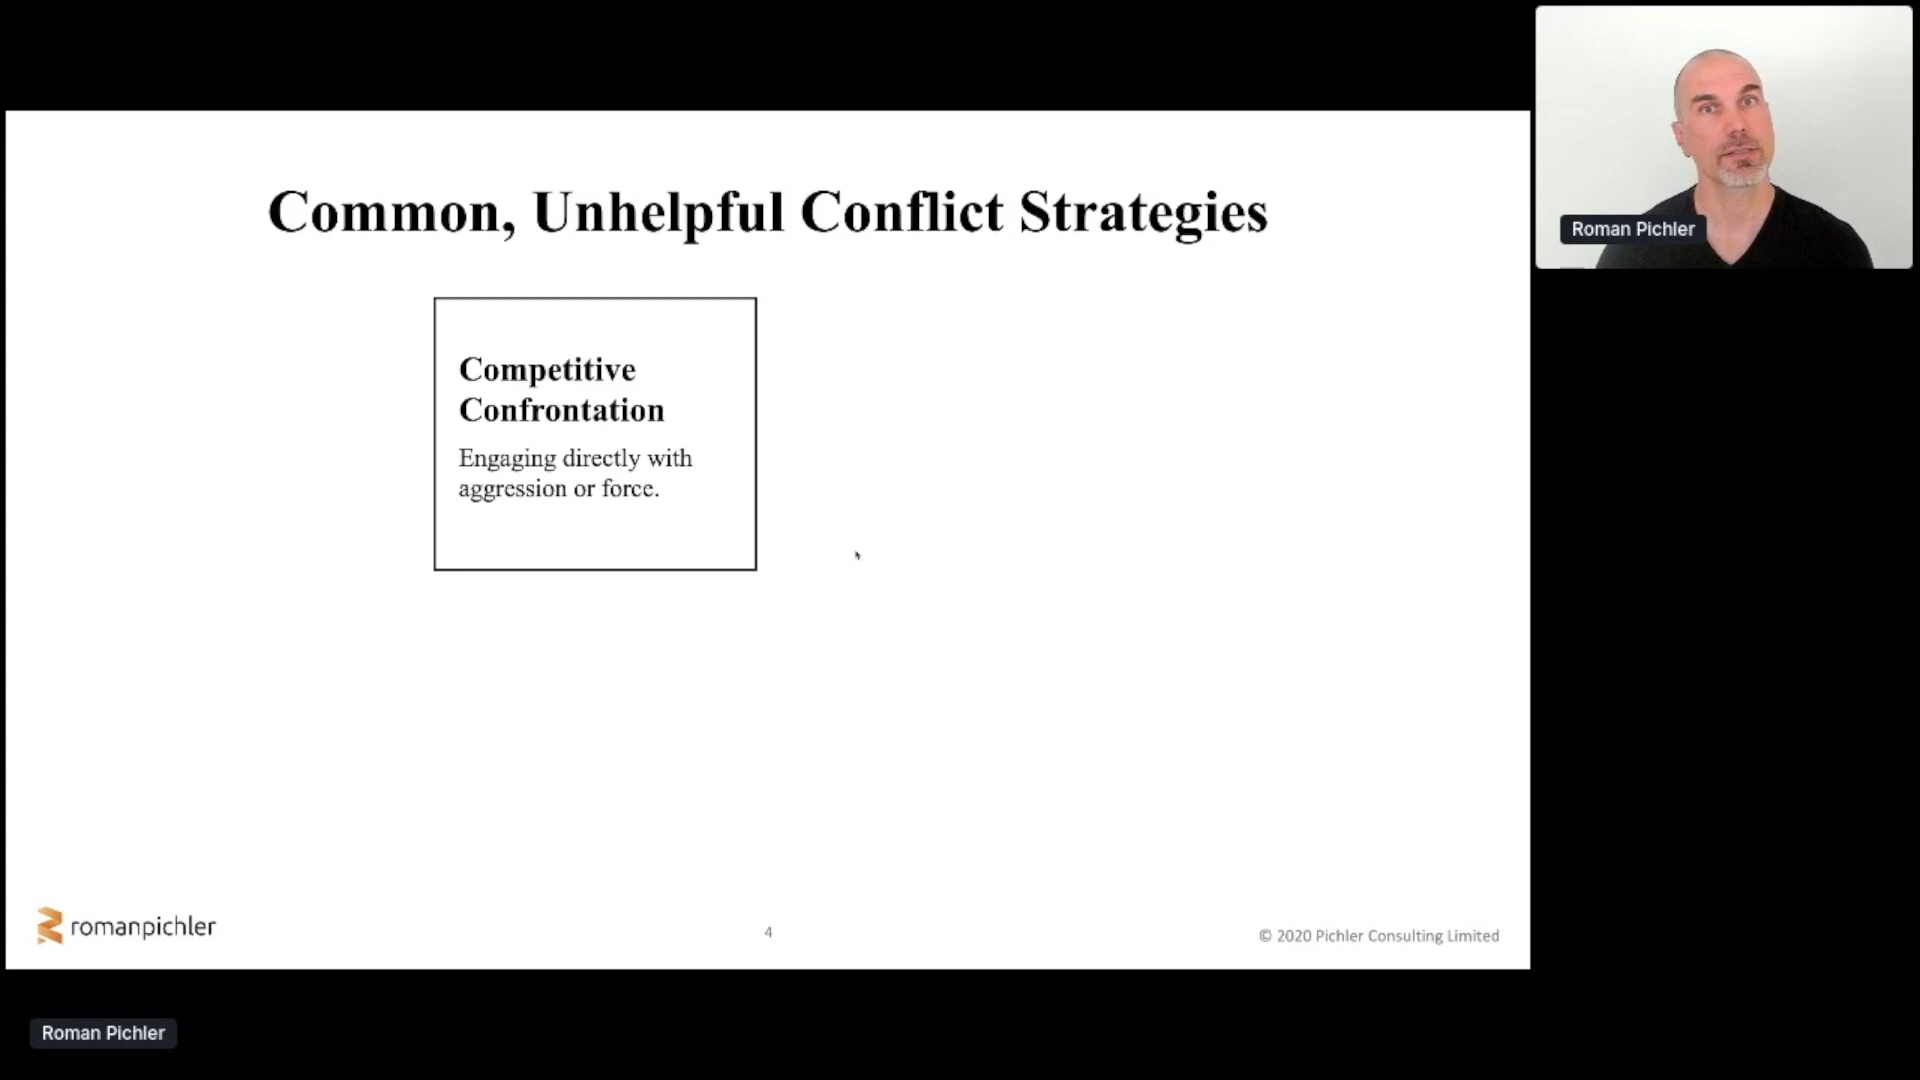 Common, Unhelpful Conflict Strategies
Roman Pichler
Competitive
Confrontation
Engaging directly with
aggression or force.
romanpichler
4
© 2020 Pichler Consulting Limited
Roman Pichler